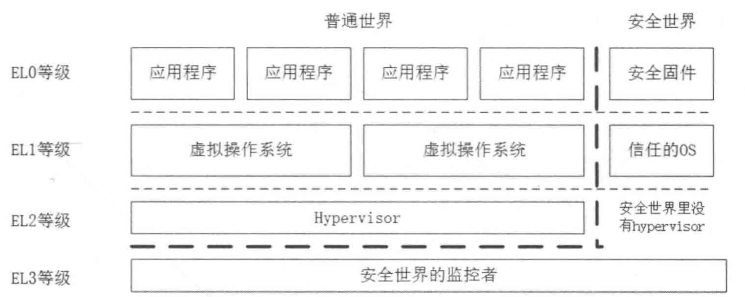 普通世界 安全世界
EL0等级 应用程序 应用程序 应用程序 应用程序 安全固件
EL1等级 虚拟操作系统 虚拟操作系统 信任的OS
EL2等级 Hypervisor 安全世界里没
有hypervisor
EL3等级 安全世界的监控者